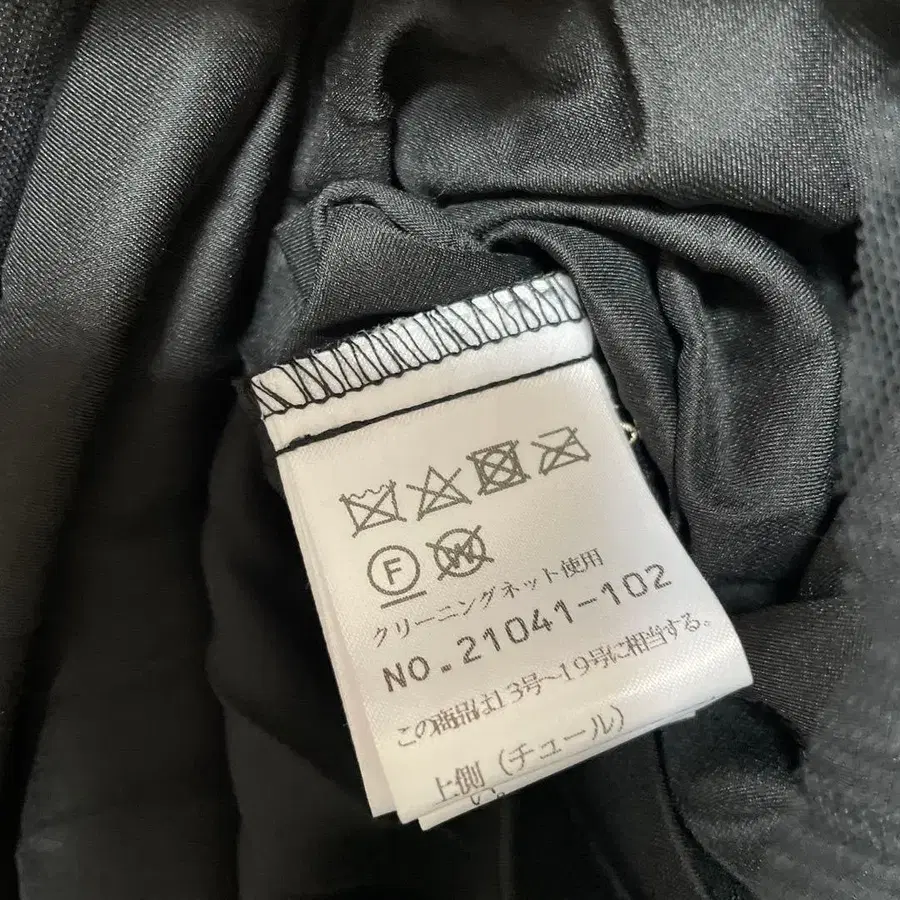 F W
クリーニングネット使用
NO.21041-102
この商品は13号〜19号に相当する。
上側(チュール)